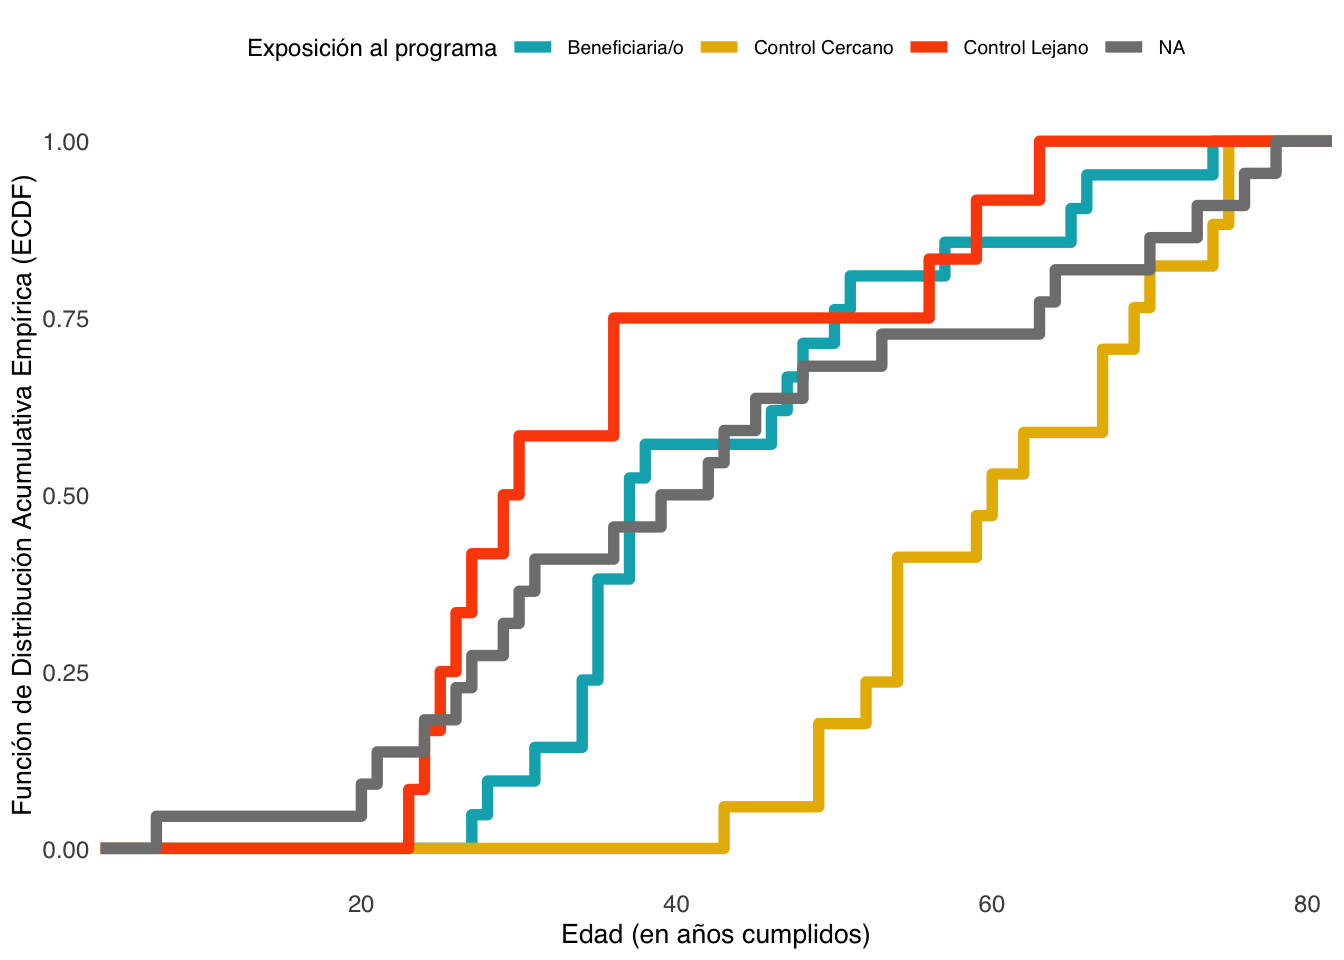 Exposición al programa Beneficiaria/o Control Cercano Control Lejano NA
Función de Distribución Acumulativa Empírica (ECDF)
1.00
0.75
0.50
0.25
0.00
20 40 60 80
Edad (en años cumplidos)